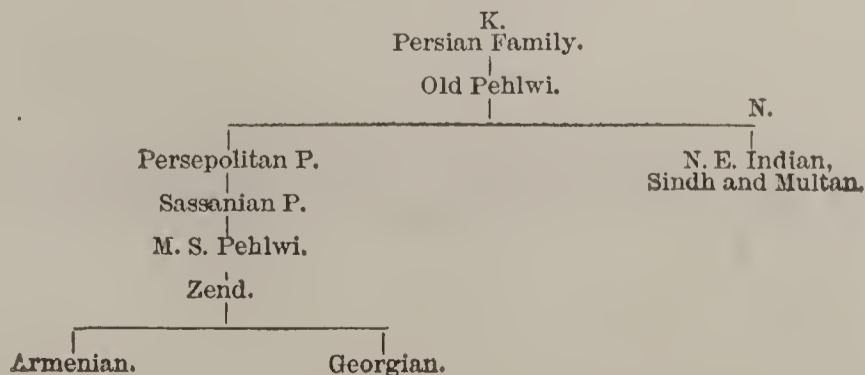 K.
Persian Family.
Old Pehlwi.
N.
Persepolitan P.
N. E. Indian,
Sindh and Multan.
Sassanian P.
M. S. Pehlwi.
Zend.
Armenian.
Georgian.